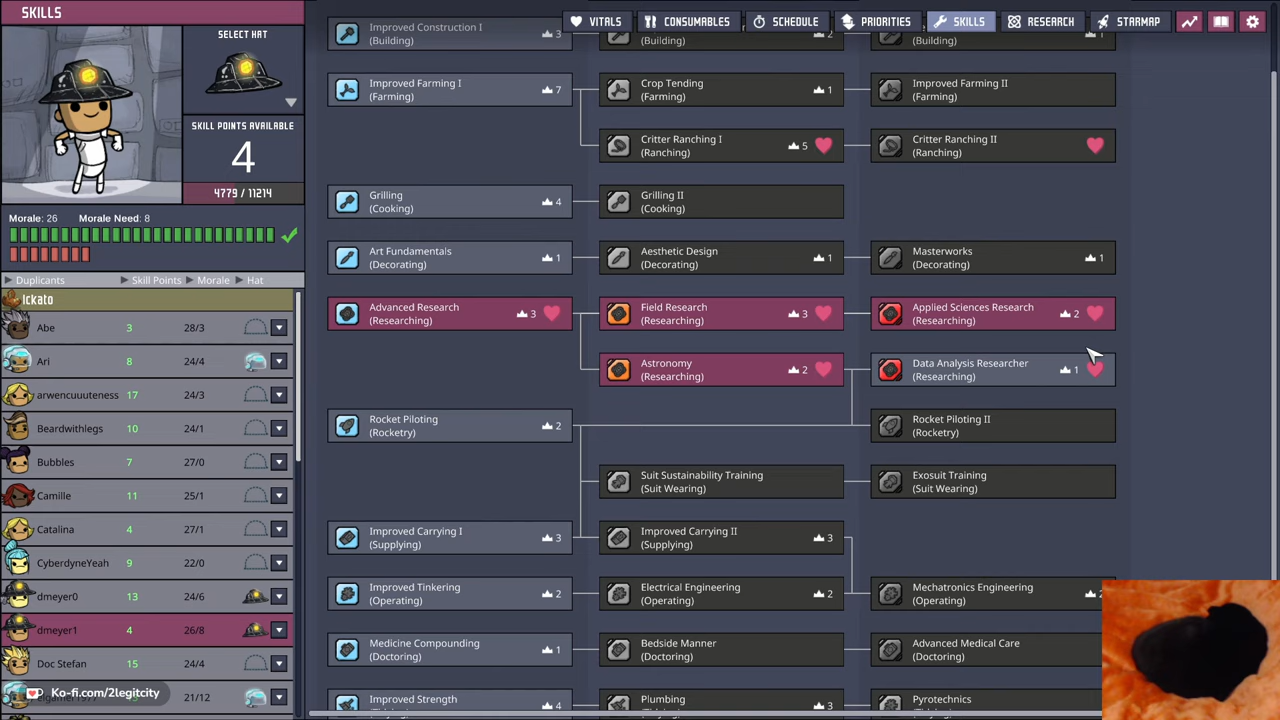 SKILLS
VITALS
CONSUMABLES
SCHEDULE
PRIORITIES
SKILLS
RESEARCH
STARMAP
SELECT HAT
SKILL POINTS AVAILABLE
4
4779 / 11214
Morale: 26 Morale Need: 8
Duplicants Skill Points Morale Hat
Ickato
Abe 3 28/3
Ari 8 24/4
arwencuuuteness 17 24/3
Beardwithlegs 10 24/1
Bubbles 7 27/0
Camille 11 25/1
Catalina 4 27/1
CyberdyneYeah 9 22/0
dmeyer0 13 24/6
dmeyer1 4 26/8
Doc Stefan 15 24/4
21/12
Ko-fi.com/2legitcity
Improved Construction I
(Building) 3
(Building) 2
(Building) 1
Improved Farming I
(Farming) 7
Crop Tending
(Farming) 1
Improved Farming II
(Farming)
Critter Ranching I
(Ranching) 5
Critter Ranching II
(Ranching)
Grilling
(Cooking) 4
Grilling II
(Cooking)
Art Fundamentals
(Decorating) 1
Aesthetic Design
(Decorating) 1
Masterworks
(Decorating) 1
Advanced Research
(Researching) 3
Field Research
(Researching) 3
Applied Sciences Research
(Researching) 2
Astronomy
(Researching) 2
Data Analysis Researcher
(Researching) 1
Rocket Piloting
(Rocketry) 2
Rocket Piloting II
(Rocketry)
Suit Sustainability Training
(Suit Wearing)
Exosuit Training
(Suit Wearing)
Improved Carrying I
(Supplying) 3
Improved Carrying II
(Supplying) 3
Improved Tinkering
(Operating) 2
Electrical Engineering
(Operating) 2
Mechatronics Engineering
(Operating)
Medicine Compounding
(Doctoring) 1
Bedside Manner
(Doctoring)
Advanced Medical Care
(Doctoring)
Improved Strength 4
Plumbing 3
Pyrotechnics